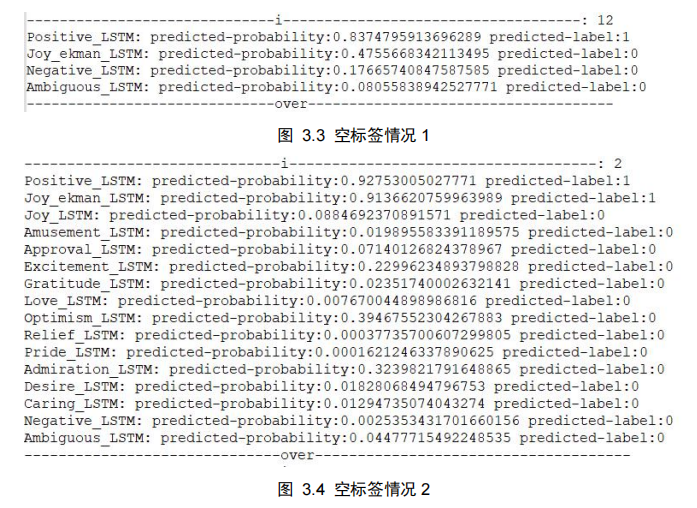 ------------------------------i------------------------------------: 12
Positive_LSTM: predicted-probability:0.8374795913696289 predicted-label:1
Joy_ekman_LSTM: predicted-probability:0.4755668342113495 predicted-label:0
Negative_LSTM: predicted-probability:0.17665740847587585 predicted-label:0
Ambiguous_LSTM: predicted-probability:0.08055838942527771 predicted-label:0
------------------------------over-------------------------------------
图 3.3 空标签情况 1
-------------------------------i-------------------------------------: 2
Positive_LSTM: predicted-probability:0.92753005027771 predicted-label:1
Joy_ekman_LSTM: predicted-probability:0.9136620759963989 predicted-label:1
Joy_LSTM: predicted-probability:0.0884692370891571 predicted-label:0
Amusement_LSTM: predicted-probability:0.019895583391189575 predicted-label:0
Approval_LSTM: predicted-probability:0.07140126824378967 predicted-label:0
Excitement_LSTM: predicted-probability:0.22996234893798828 predicted-label:0
Gratitude_LSTM: predicted-probability:0.02351740002632141 predicted-label:0
Love_LSTM: predicted-probability:0.007670044898986816 predicted-label:0
Optimism_LSTM: predicted-probability:0.39467552304267883 predicted-label:0
Relief_LSTM: predicted-probability:0.00037735700607299805 predicted-label:0
Pride_LSTM: predicted-probability:0.0001621246337890625 predicted-label:0
Admiration_LSTM: predicted-probability:0.3239821791648865 predicted-label:0
Desire_LSTM: predicted-probability:0.01828068494796753 predicted-label:0
Caring_LSTM: predicted-probability:0.01294735074043274 predicted-label:0
Negative_LSTM: predicted-probability:0.0025353431701660156 predicted-label:0
Ambiguous_LSTM: predicted-probability:0.04477715492248535 predicted-label:0
-------------------------------over--------------------------------------
图 3.4 空标签情况 2